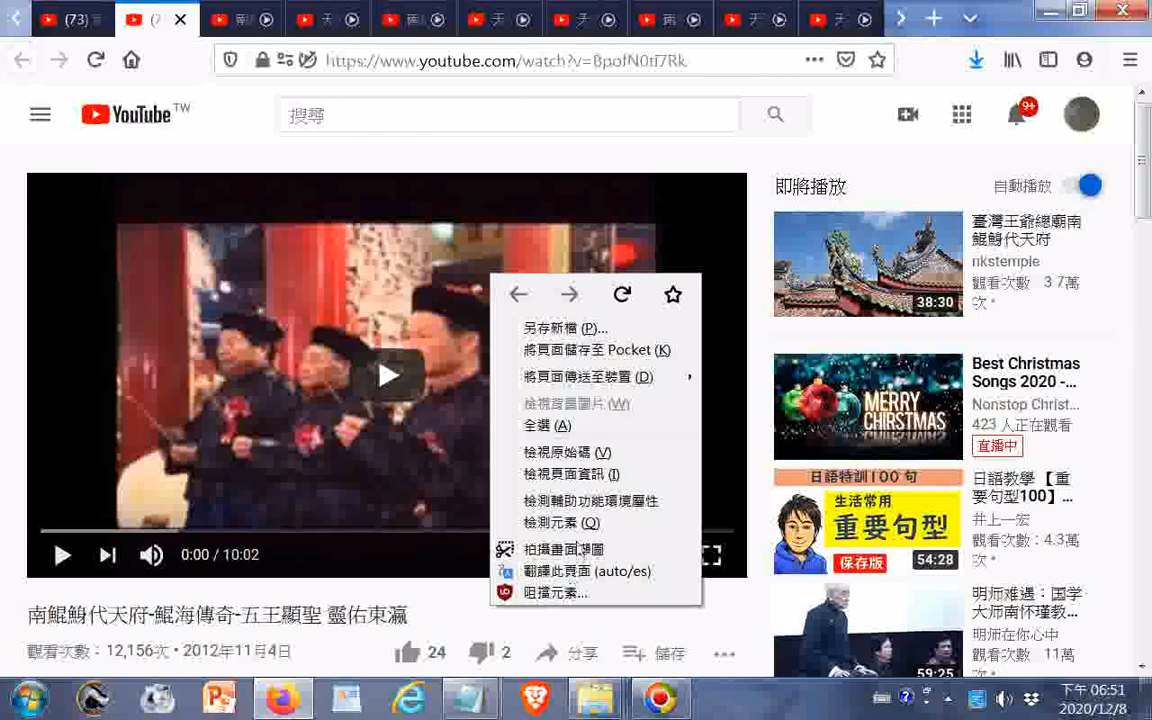 (73)
https://www.youtube.com/watch?v=BpofN0tI7Rk
YouTube TW
搜尋
9+
即將播放
自動播放
臺灣王爺總廟南
鯤鯓代天府
nkstemple
觀看次數 3.7萬
次 •
38:30
另存新檔 (P)...
將頁面儲存至 Pocket (K)
將頁面傳送至裝置 (D)
檢視背景圖片 (W)
全選 (A)
檢視原始碼 (V)
檢視頁面資訊 (I)
檢測輔助功能環境屬性
檢測元素 (Q)
拍攝畫面擷圖
翻譯此頁面 (auto/es)
阻擋元素...
Best Christmas
Songs 2020 -...
Nonstop Christ...
423 人正在觀看
直播中
MERRY
CHRISTMAS
日語特訓100句
生活常用
重要句型
保存版
54:28
日語教學【重
要句型100】...
井上一宏
觀看次數：4.3萬
次 •
0:00 / 10:02
南鯤鯓代天府-鯤海傳奇-五王顯聖 靈佑東瀛
觀看次數：12,156次 • 2012年11月4日
24
2
分享
儲存
明师难遇：国学
大师南怀瑾教...
明师在你心中
觀看次數：11萬
次 •
59:25
下午 06:51
2020/12/8